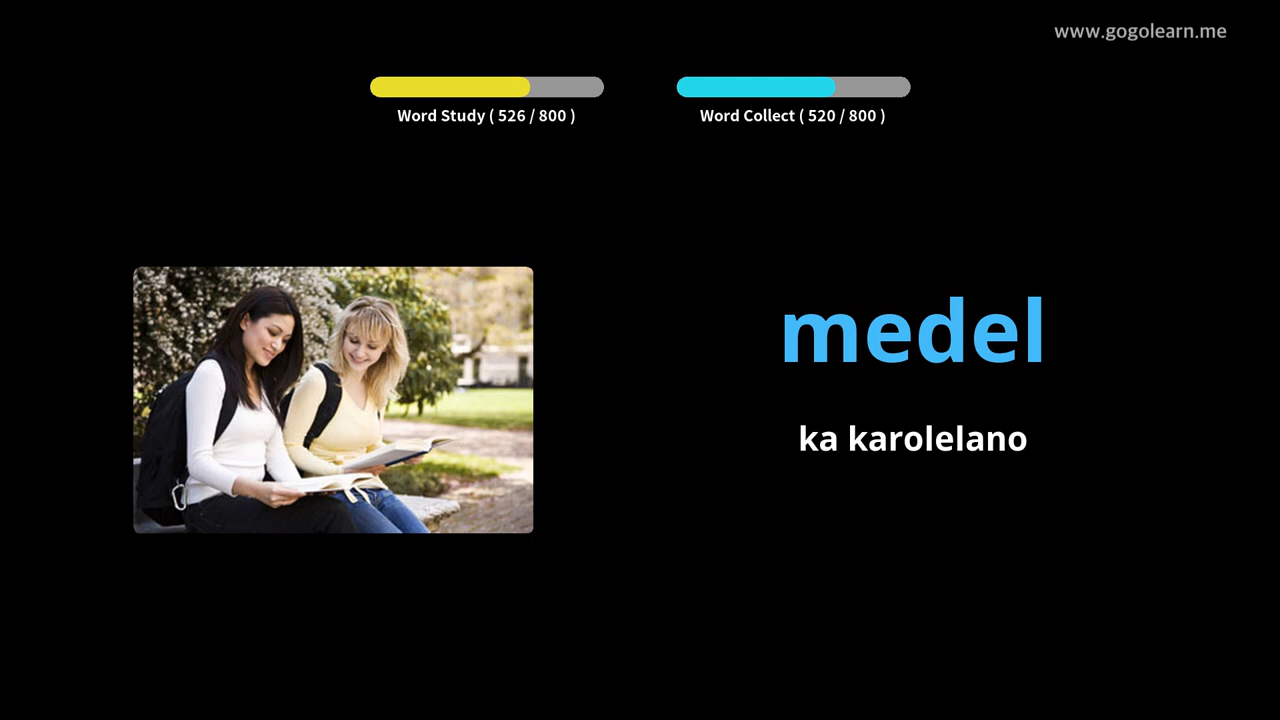 www.gogolearn.me
Word Study ( 526 / 800 )
Word Collect ( 520 / 800 )
medel
ka karolelano